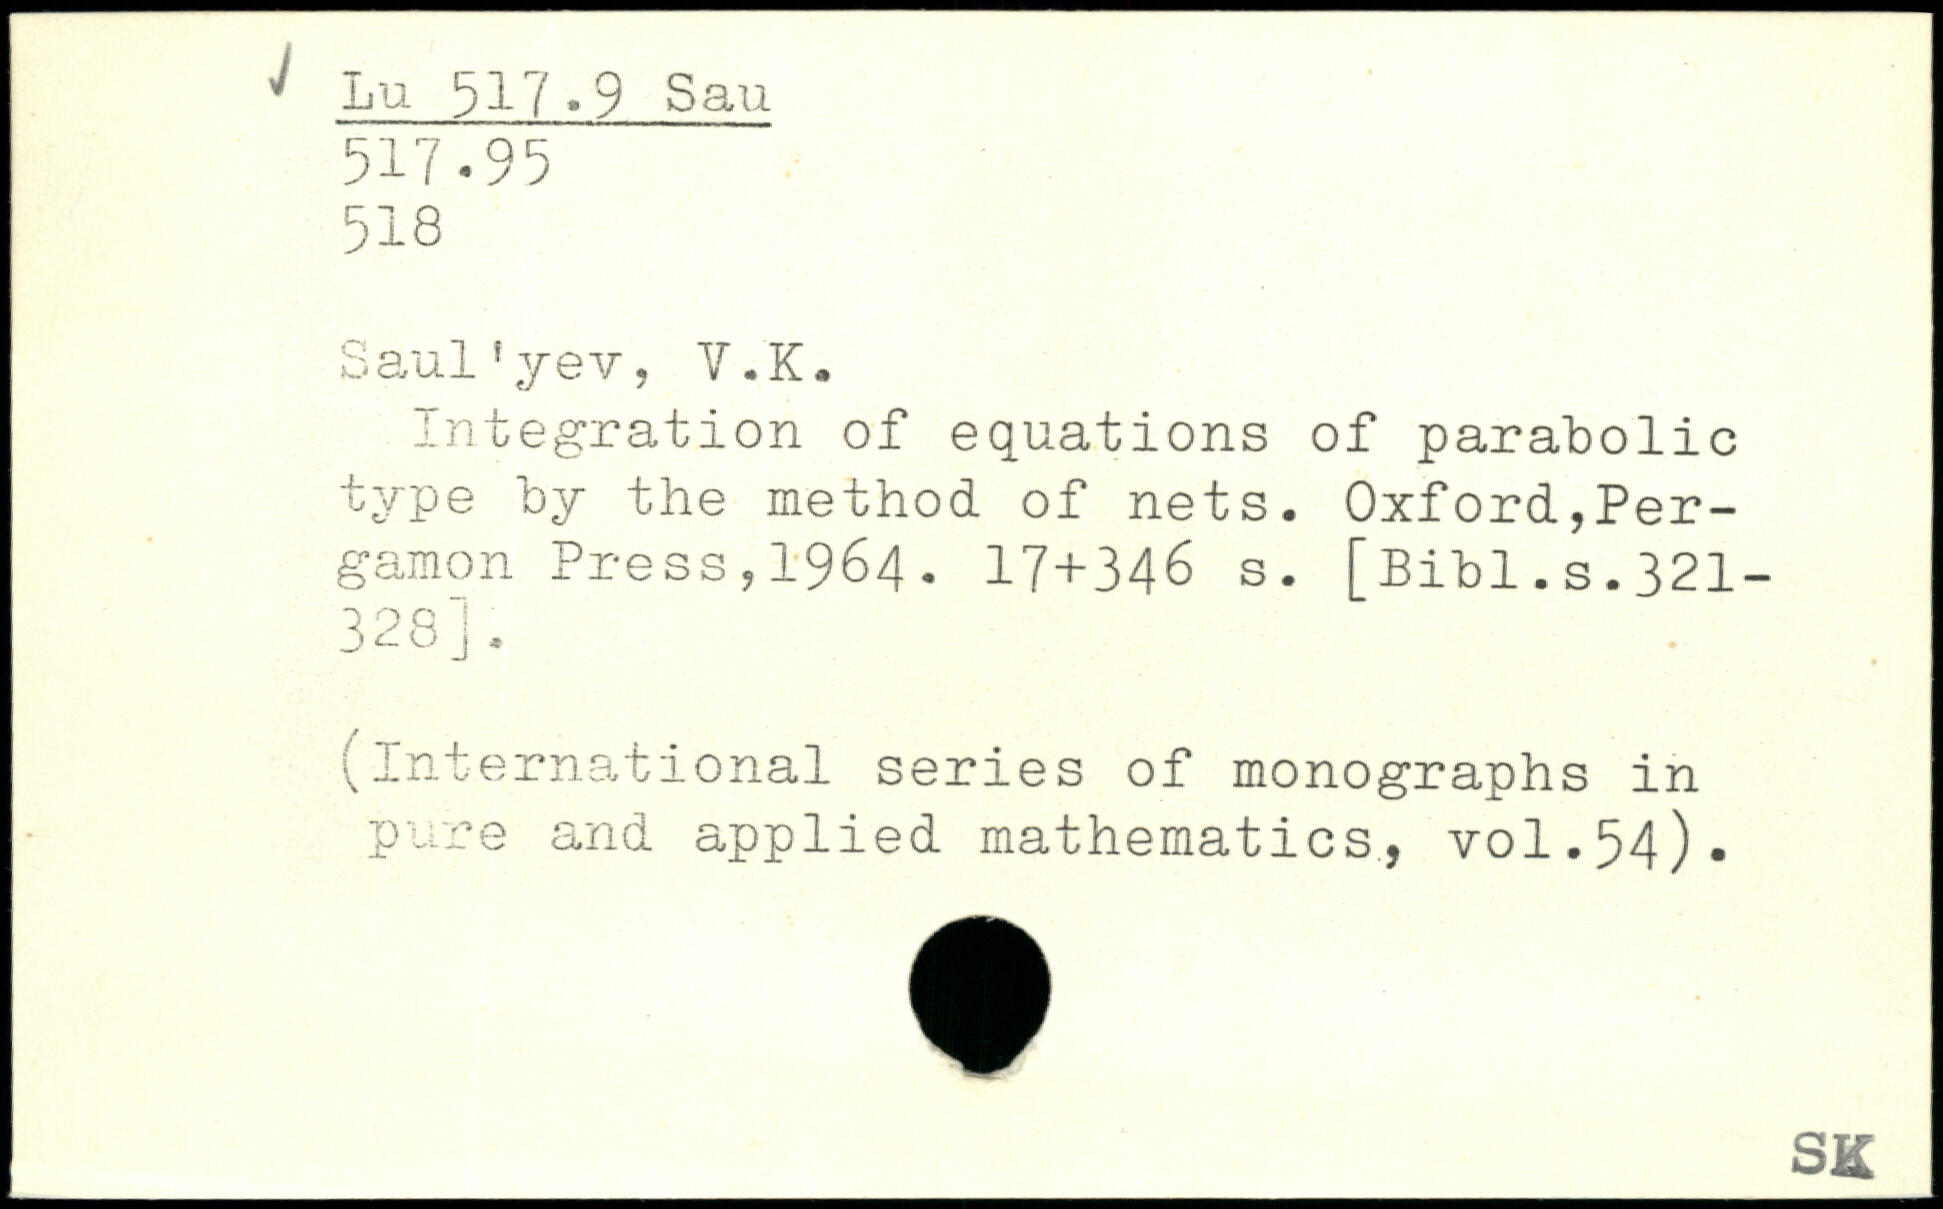 ✓ Lu 517.9 Sau
517.95
518
Saul'yev, V.K.
Integration of equations of parabolic
type by the method of nets. Oxford,Per-
gamon Press,1964. 17+346 s. [Bibl.s.321-
328].
(International series of monographs in
pure and applied mathematics, vol.54).
SK